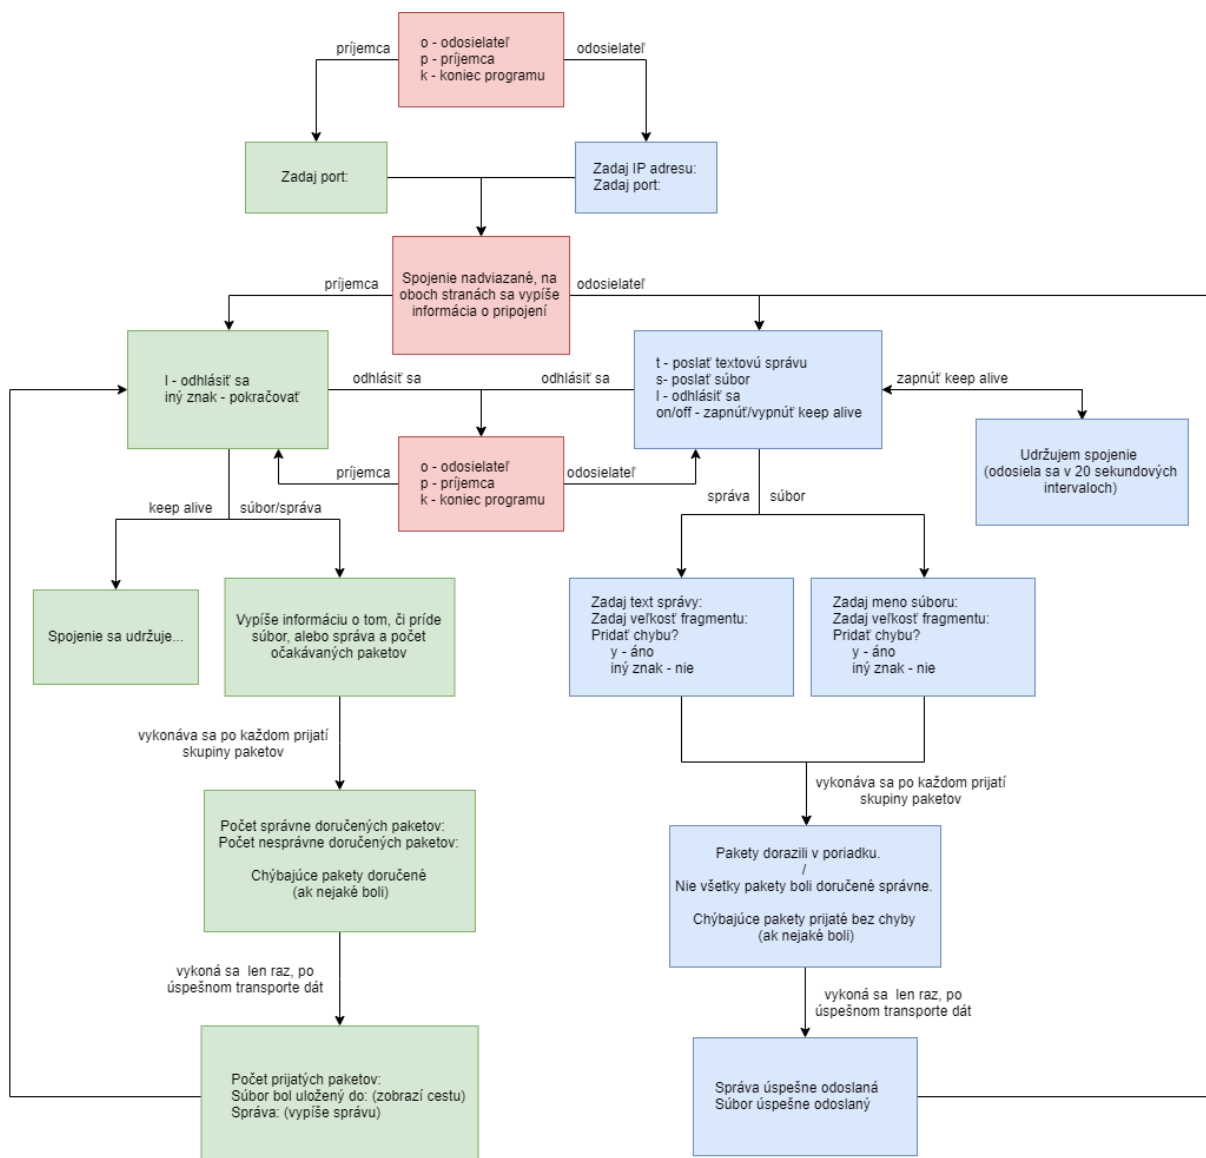 príjemca
o - odosielateľ
p - príjemca
k - koniec programu
odosielateľ
Zadaj port:
Zadaj IP adresu:
Zadaj port:
príjemca
Spojenie nadviazané, na
oboch stranách sa vypíše
informácia o pripojení
odosielateľ
l - odhlásiť sa
iný znak - pokračovať
odhlásiť sa
odhlásiť sa
t - poslať textovú správu
s- poslať súbor
l - odhlásiť sa
on/off - zapnúť/vypnúť keep alive
zapnúť keep alive
Udržujem spojenie
(odosiela sa v 20 sekundových
intervaloch)
príjemca
o - odosielateľ
p - príjemca
k - koniec programu
odosielateľ
keep alive
súbor/správa
správa
súbor
Spojenie sa udržuje...
Vypíše informáciu o tom, či príde
súbor, alebo správa a počet
očakávaných paketov
Zadaj text správy:
Zadaj veľkosť fragmentu:
Pridať chybu?
y - áno
iný znak - nie
Zadaj meno súboru:
Zadaj veľkosť fragmentu:
Pridať chybu?
y - áno
iný znak - nie
vykonáva sa po každom prijatí
skupiny paketov
vykonáva sa po každom prijatí
skupiny paketov
Počet správne doručených paketov:
Počet nesprávne doručených paketov:
Chýbajúce pakety doručené
(ak nejaké boli)
Pakety dorazili v poriadku.
/
Nie všetky pakety boli doručené správne.
Chýbajúce pakety prijaté bez chyby
(ak nejaké boli)
vykoná sa len raz, po
úspešnom transporte dát
vykoná sa len raz, po
úspešnom transporte dát
Počet prijatých paketov:
Súbor bol uložený do: (zobrazí cestu)
Správa: (vypíše správu)
Správa úspešne odoslaná
Súbor úspešne odoslaný